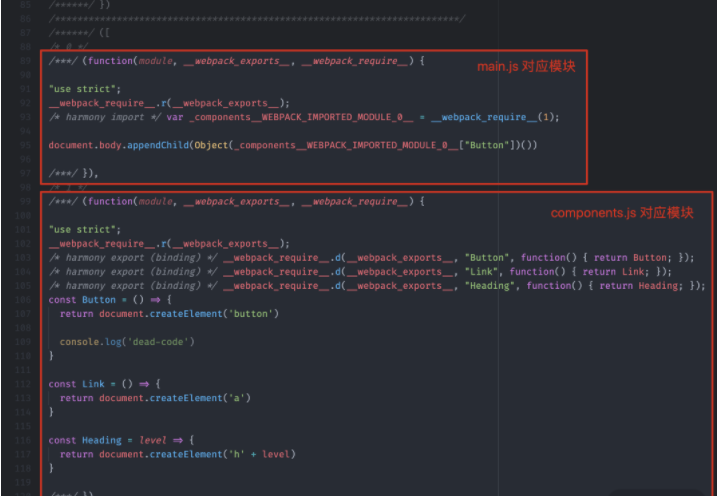 85 /******/ })
86 /************************************************************************/
87 /******/ ([
88 /* 0 */
89 /***/ (function(module, __webpack_exports__, __webpack_require__) {
main.js 对应模块
90
91 "use strict";
92 __webpack_require__.r(__webpack_exports__);
93 /* harmony import */ var _components__WEBPACK_IMPORTED_MODULE_0__ = __webpack_require__(1);
94
95 document.body.appendChild(Object(_components__WEBPACK_IMPORTED_MODULE_0__["Button"])())
96
97 /***/ }),
98 /* 1 */
99 /***/ (function(module, __webpack_exports__, __webpack_require__) {
components.js 对应模块
100
101 "use strict";
102 __webpack_require__.r(__webpack_exports__);
103 /* harmony export (binding) */ __webpack_require__.d(__webpack_exports__, "Button", function() { return Button; });
104 /* harmony export (binding) */ __webpack_require__.d(__webpack_exports__, "Link", function() { return Link; });
105 /* harmony export (binding) */ __webpack_require__.d(__webpack_exports__, "Heading", function() { return Heading; });
106 const Button = () => {
107 return document.createElement('button')
108
109 console.log('dead-code')
110 }
111
112 const Link = () => {
113 return document.createElement('a')
114 }
115
116 const Heading = level => {
117 return document.createElement('h' + level)
118 }
119
/***/ })